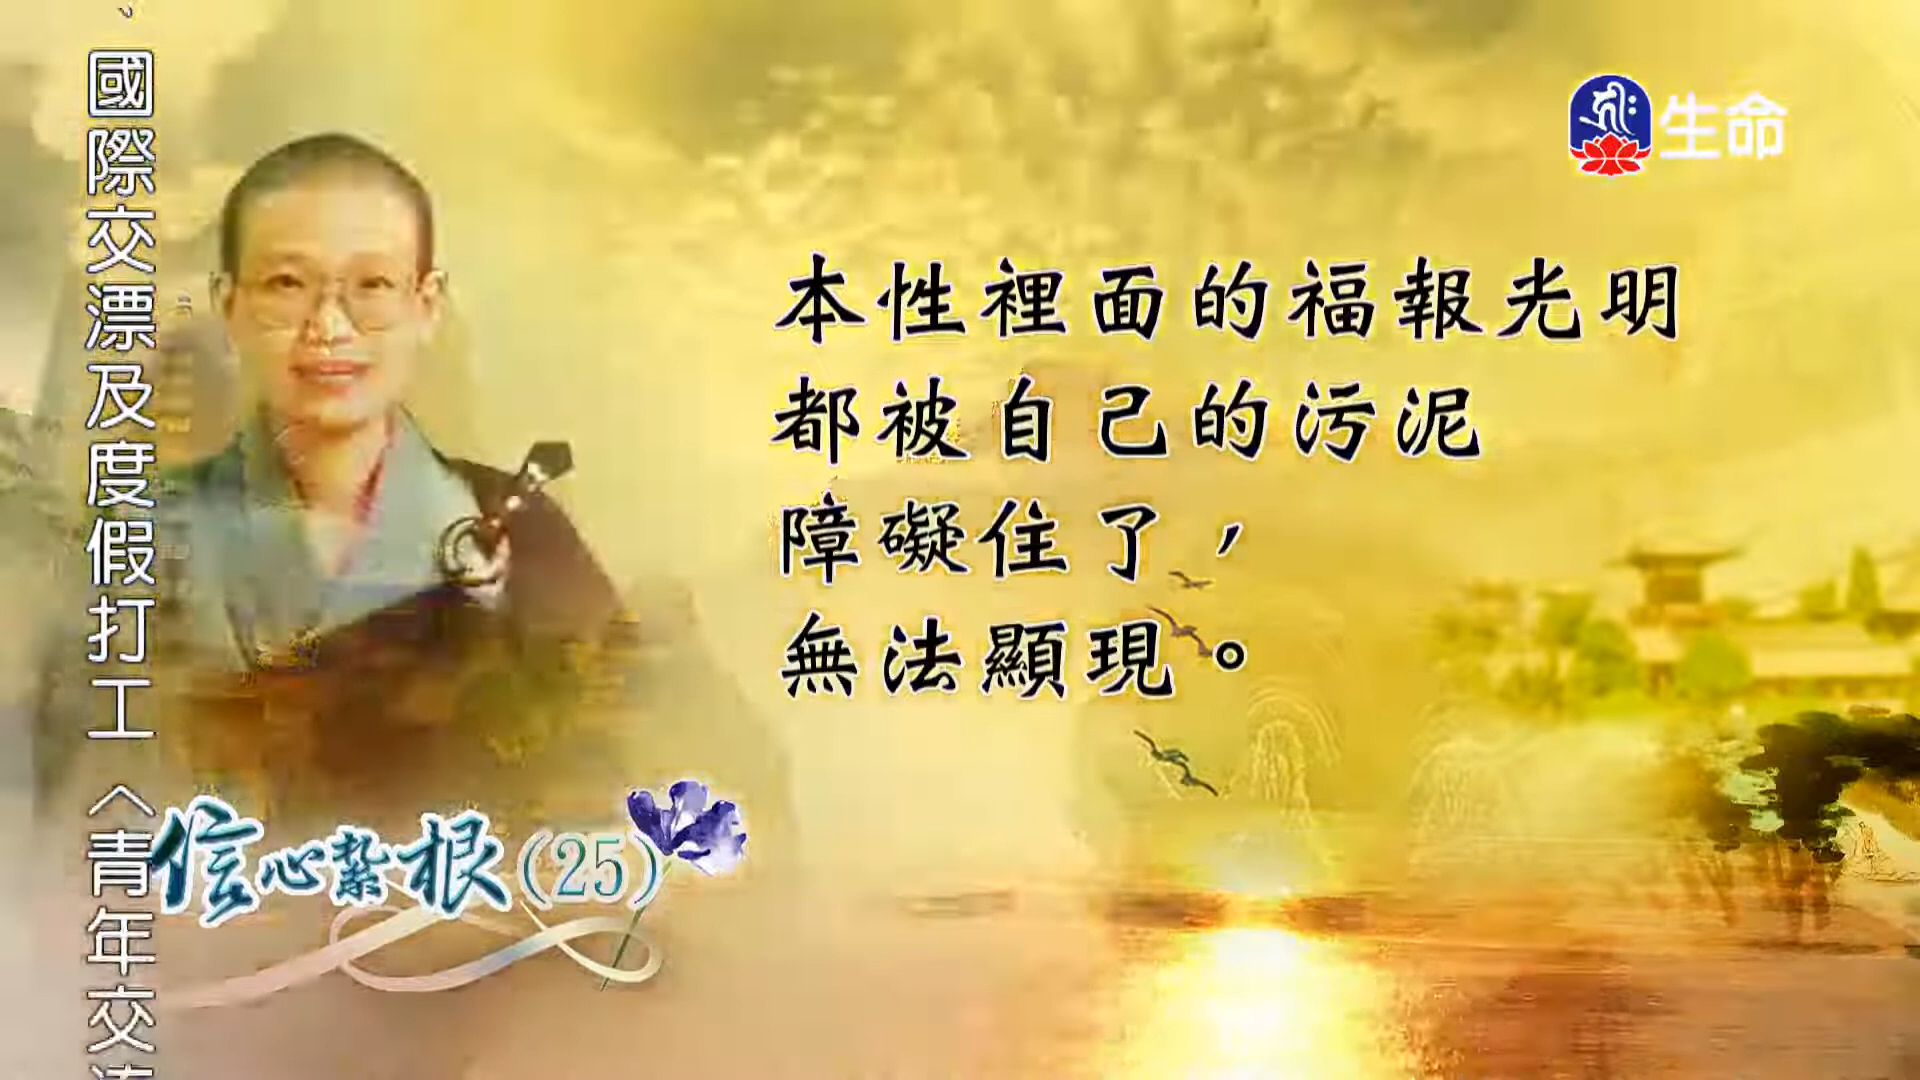 生命
本性裡面的福報光明
都被自己的污泥
障礙住了，
無法顯現。
信心紮根(25)
，國際交漂及度假打工〈青年交